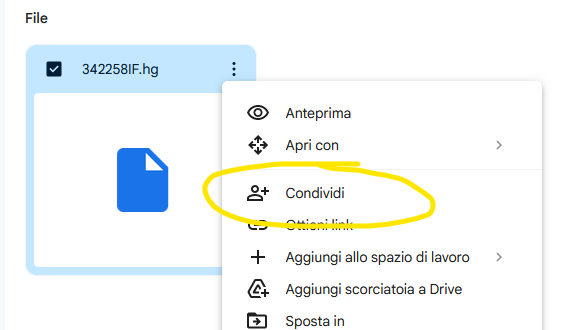 File
342258IF.hg
Anteprima
Apri con
Condividi
Ottieni link
Aggiungi allo spazio di lavoro
Aggiungi scorciatoia a Drive
Sposta in